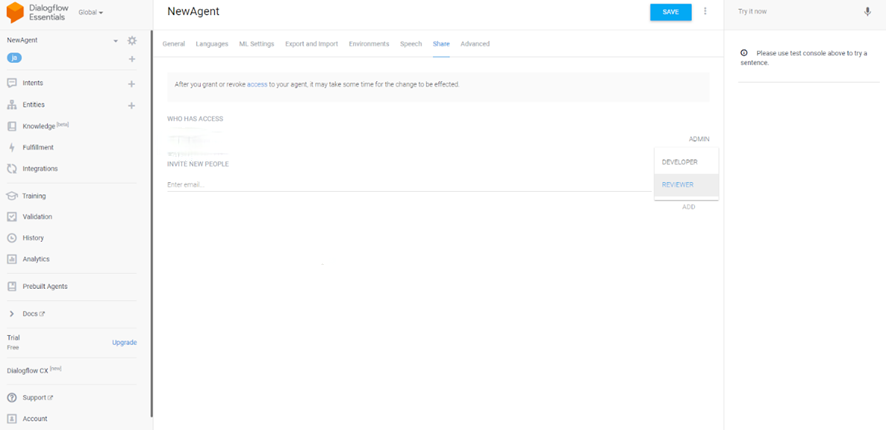 Dialogflow
Essentials
Global
NewAgent
SAVE
Try it now
NewAgent
ja
General
Languages
ML Settings
Export and Import
Environments
Speech
Share
Advanced
Please use test console above to try a
sentence.
After you grant or revoke access to your agent, it may take some time for the change to be effected.
WHO HAS ACCESS
ADMIN
INVITE NEW PEOPLE
DEVELOPER
REVIEWER
Enter email...
ADD
Intents
Entities
Knowledge [beta]
Fulfillment
Integrations
Training
Validation
History
Analytics
Prebuilt Agents
Docs
Trial
Free
Upgrade
Dialogflow CX [new]
Support
Account